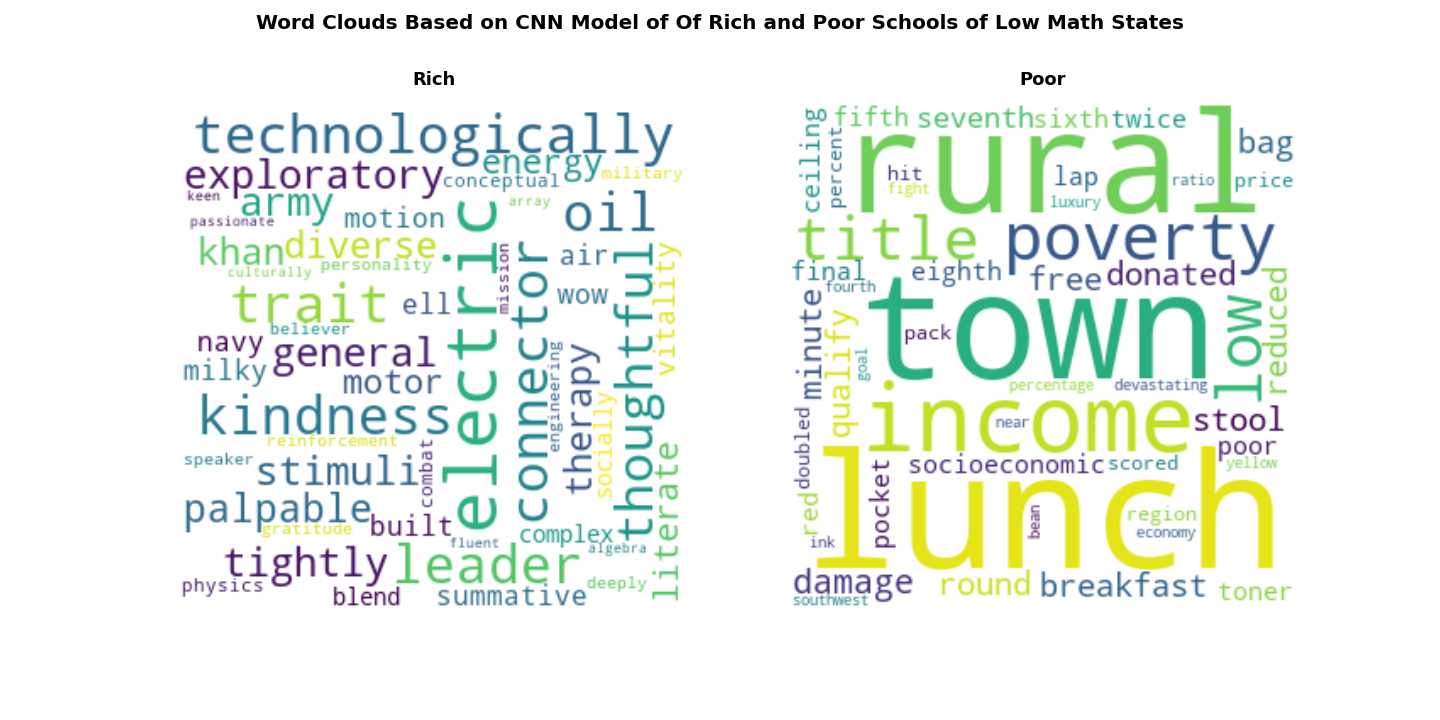 Word Clouds Based on CNN Model of Of Rich and Poor Schools of Low Math States
Rich
technologically
exploratory
energy
military
conceptual
keen
army
array
passionate
motion
electric
oil
khan
diverse
mission
connector
air
thoughtful
vitality
culturally
personality
trait
ell
wow
believer
navy
general
milky
motor
engineering
therapy
kindness
socially
reinforcement
speaker
stimuli
combat
literate
palpable
gratitude
built
complex
fluent
algebra
tightly
leader
physics
deeply
blend
summative
Poor
ceiling
fifth
seventh
sixth
twice
rural
bag
percent
hit
fight
lap
luxury
ratio
price
title
poverty
final
fourth
eighth
free
donated
minute
qualify
goal
town
pack
low
reduced
percentage
devastating
doubled
income
near
stool
poor
socioeconomic
scored
yellow
red
ink
pocket
lunch
bean
region
economy
damage
southwest
round
breakfast
toner